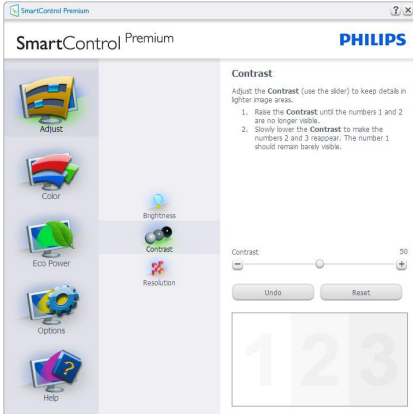 SmartControl Premium
SmartControl Premium
PHILIPS
Adjust
Color
Eco Power
Options
Help
Brightness
Contrast
Resolution
Contrast
Adjust the Contrast (use the slider) to keep details in
lighter image areas.
1. Raise the Contrast until the numbers 1 and 2
are no longer visible.
2. Slowly lower the Contrast to make the
numbers 2 and 3 reappear. The number 1
should remain barely visible.
Contrast 50
Undo Reset
1 2 3